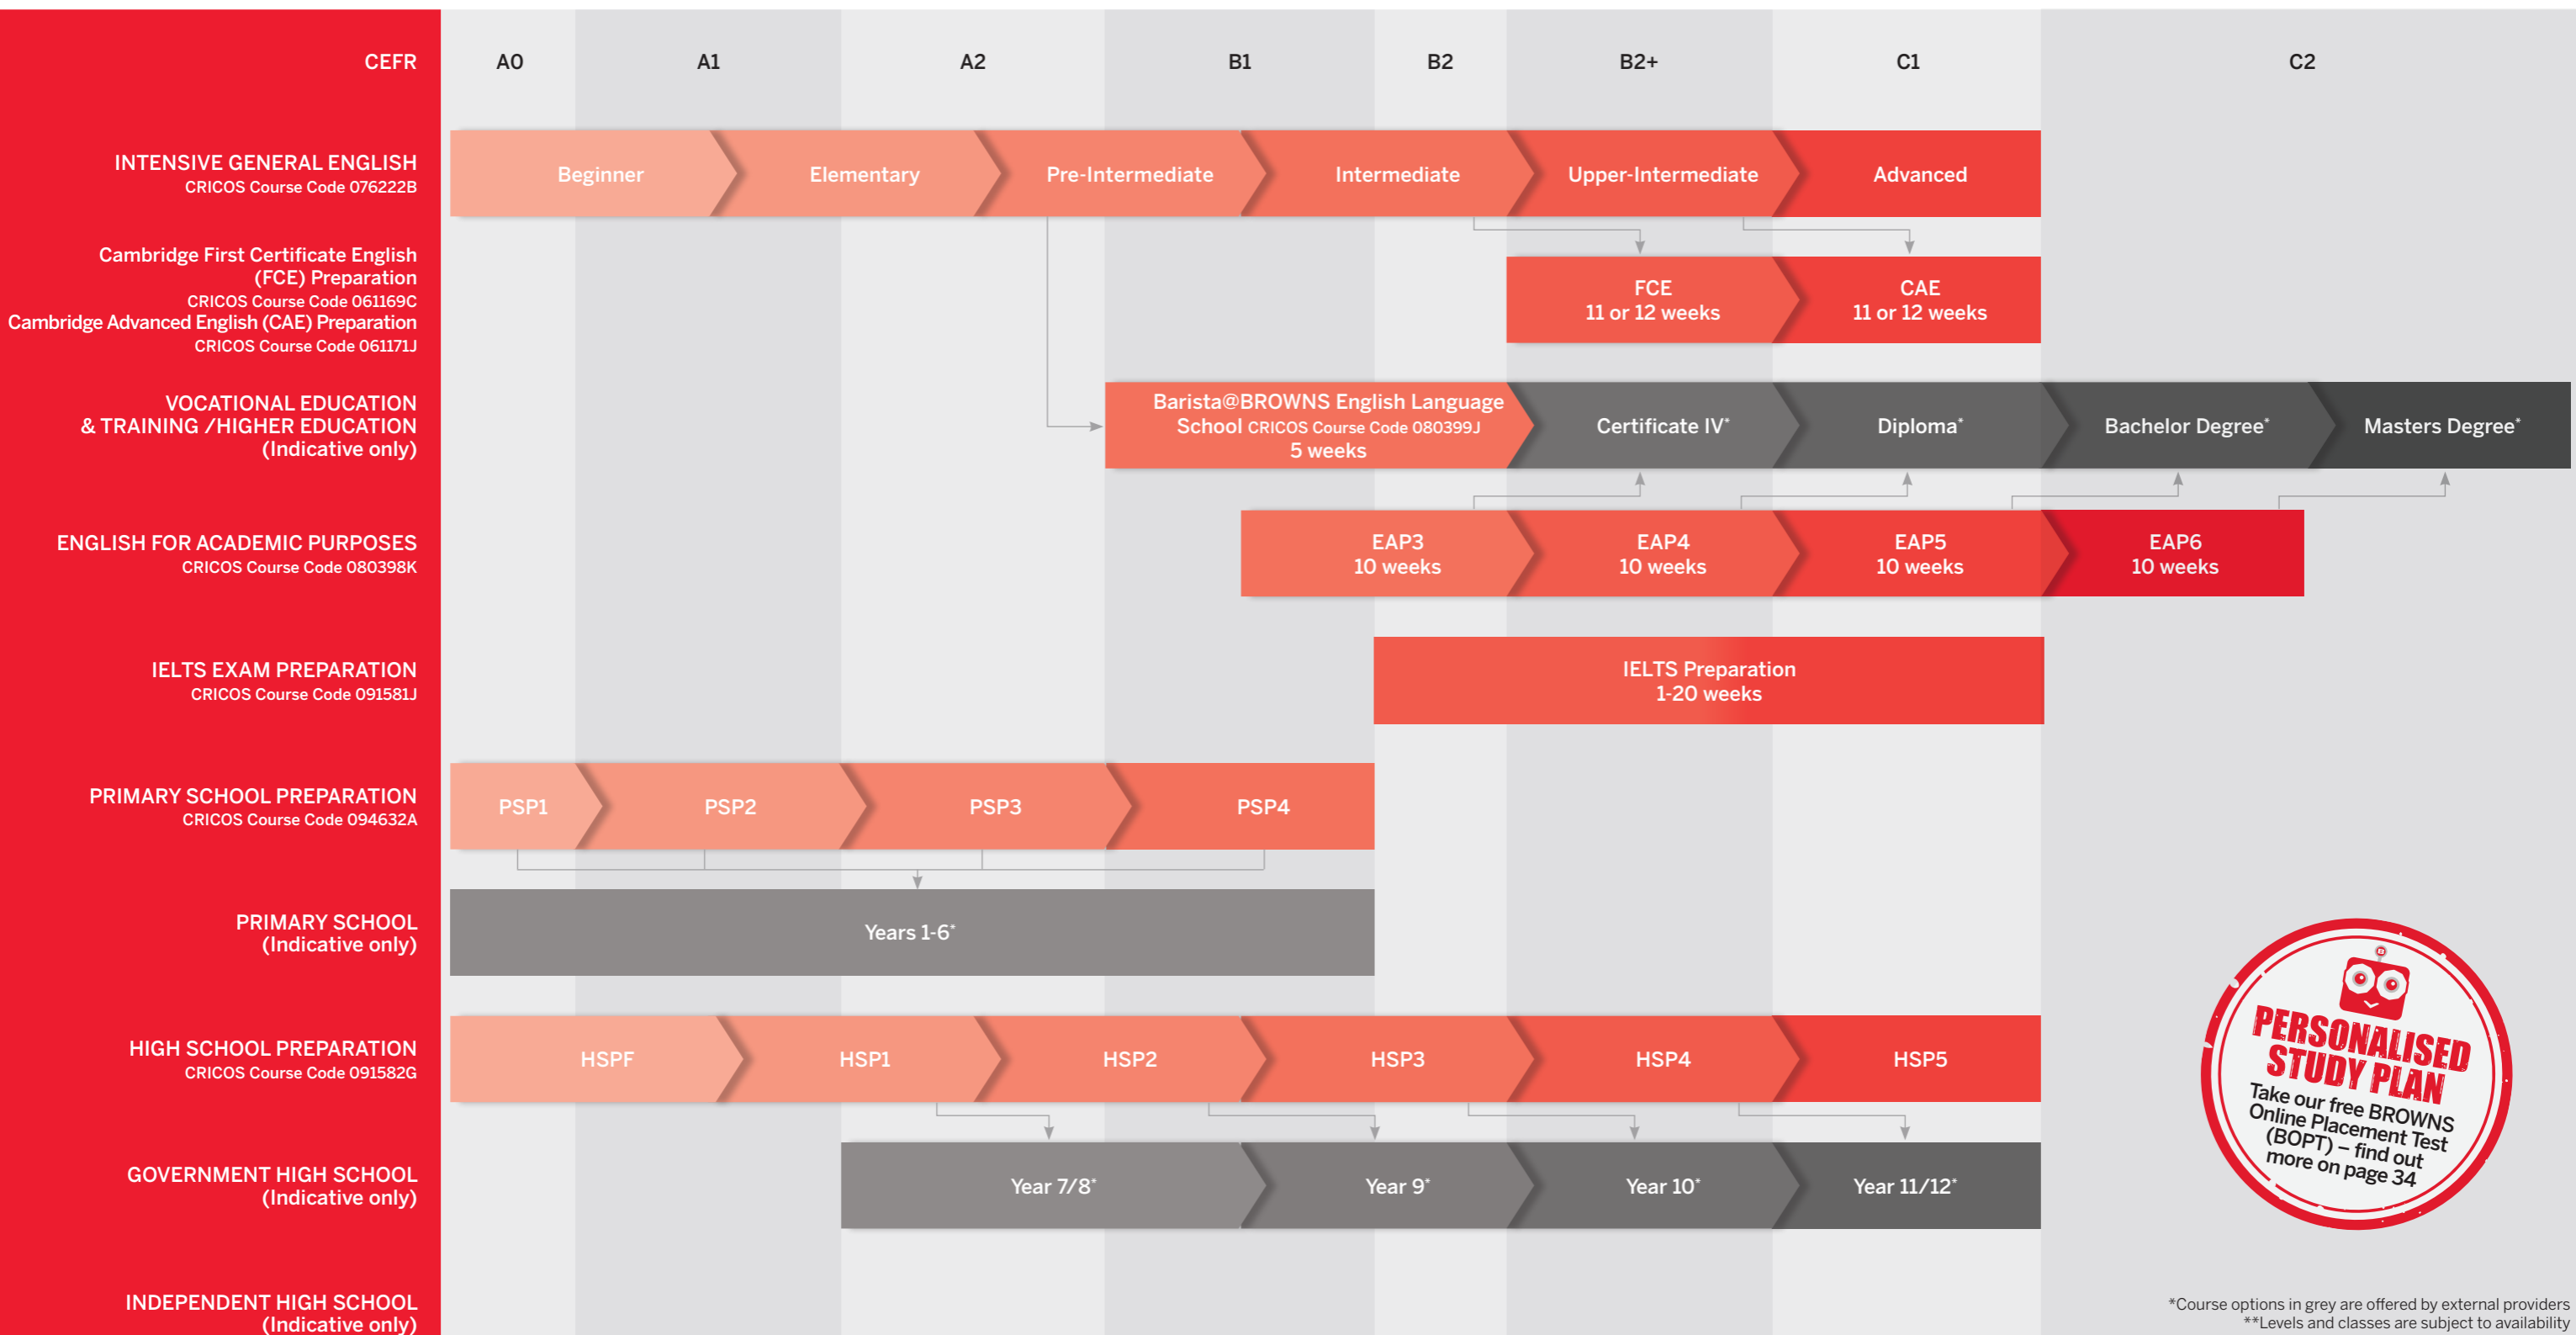 CEFR A0 A1 A2 B1 B2 B2+ C1 C2
INTENSIVE GENERAL ENGLISH
CRICOS Course Code 076222B
Beginner Elementary Pre-Intermediate Intermediate Upper-Intermediate Advanced
Cambridge First Certificate English
(FCE) Preparation
CRICOS Course Code 061169C
Cambridge Advanced English (CAE) Preparation
CRICOS Course Code 061171J
FCE
11 or 12 weeks
CAE
11 or 12 weeks
VOCATIONAL EDUCATION
& TRAINING /HIGHER EDUCATION
(Indicative only)
Barista@BROWNS English Language
School CRICOS Course Code 080399J
5 weeks
Certificate IV*
Diploma*
Bachelor Degree*
Masters Degree*
ENGLISH FOR ACADEMIC PURPOSES
CRICOS Course Code 080398K
EAP3
10 weeks
EAP4
10 weeks
EAP5
10 weeks
EAP6
10 weeks
IELTS EXAM PREPARATION
CRICOS Course Code 091581J
IELTS Preparation
1-20 weeks
PRIMARY SCHOOL PREPARATION
CRICOS Course Code 094632A
PSP1 PSP2 PSP3 PSP4
PRIMARY SCHOOL
(Indicative only)
Years 1-6*
HIGH SCHOOL PREPARATION
CRICOS Course Code 091582G
HSPF HSP1 HSP2 HSP3 HSP4 HSP5
GOVERNMENT HIGH SCHOOL
(Indicative only)
Year 7/8* Year 9* Year 10* Year 11/12*
INDEPENDENT HIGH SCHOOL
(Indicative only)
PERSONALISED
STUDY PLAN
Take our free BROWNS
Online Placement Test
(BOPT) – find out
more on page 34
*Course options in grey are offered by external providers
**Levels and classes are subject to availability